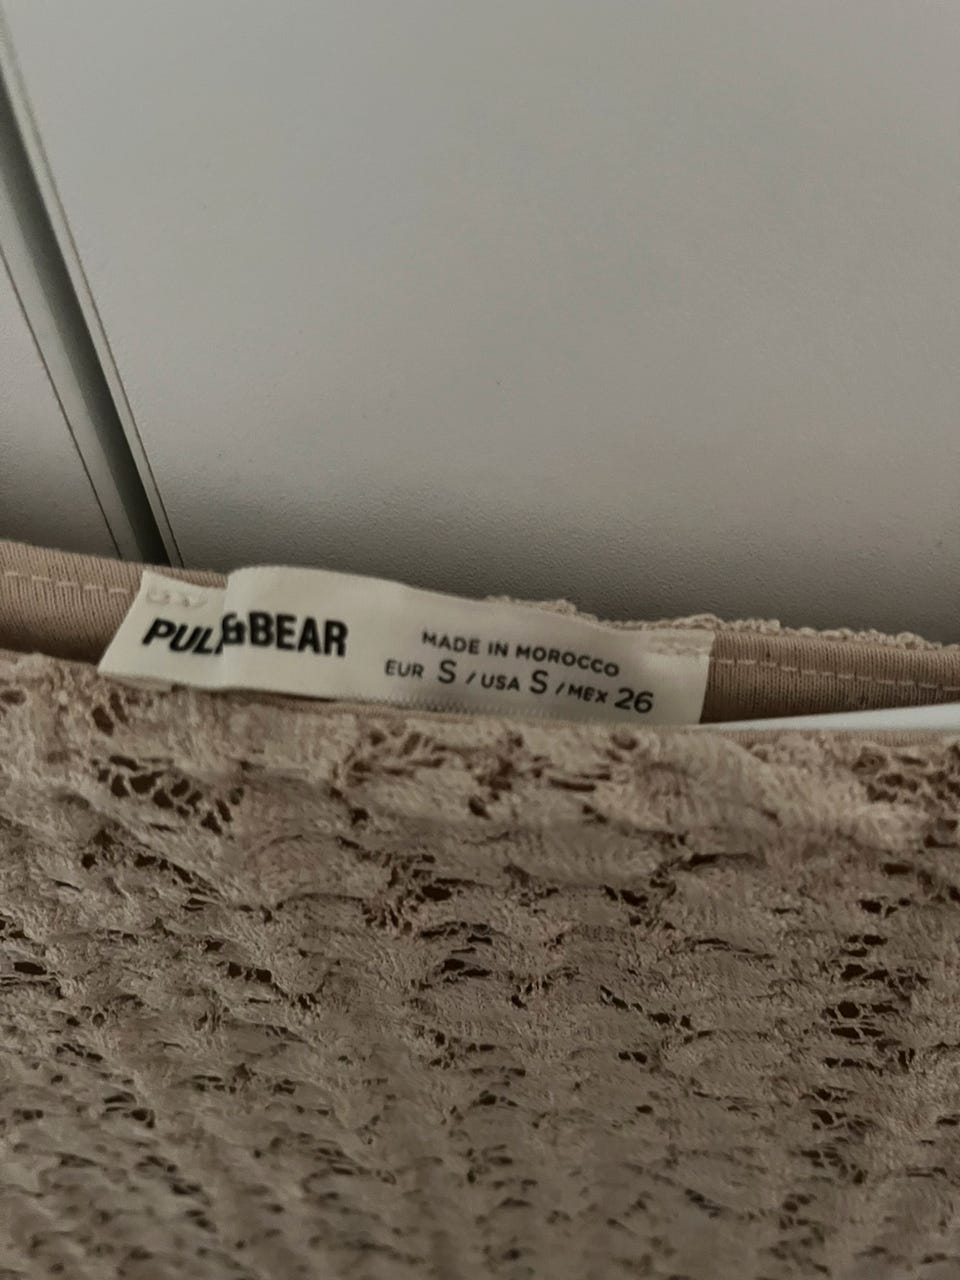 PULL&BEAR
MADE IN MOROCCO
EUR S / USA S / MEX 26